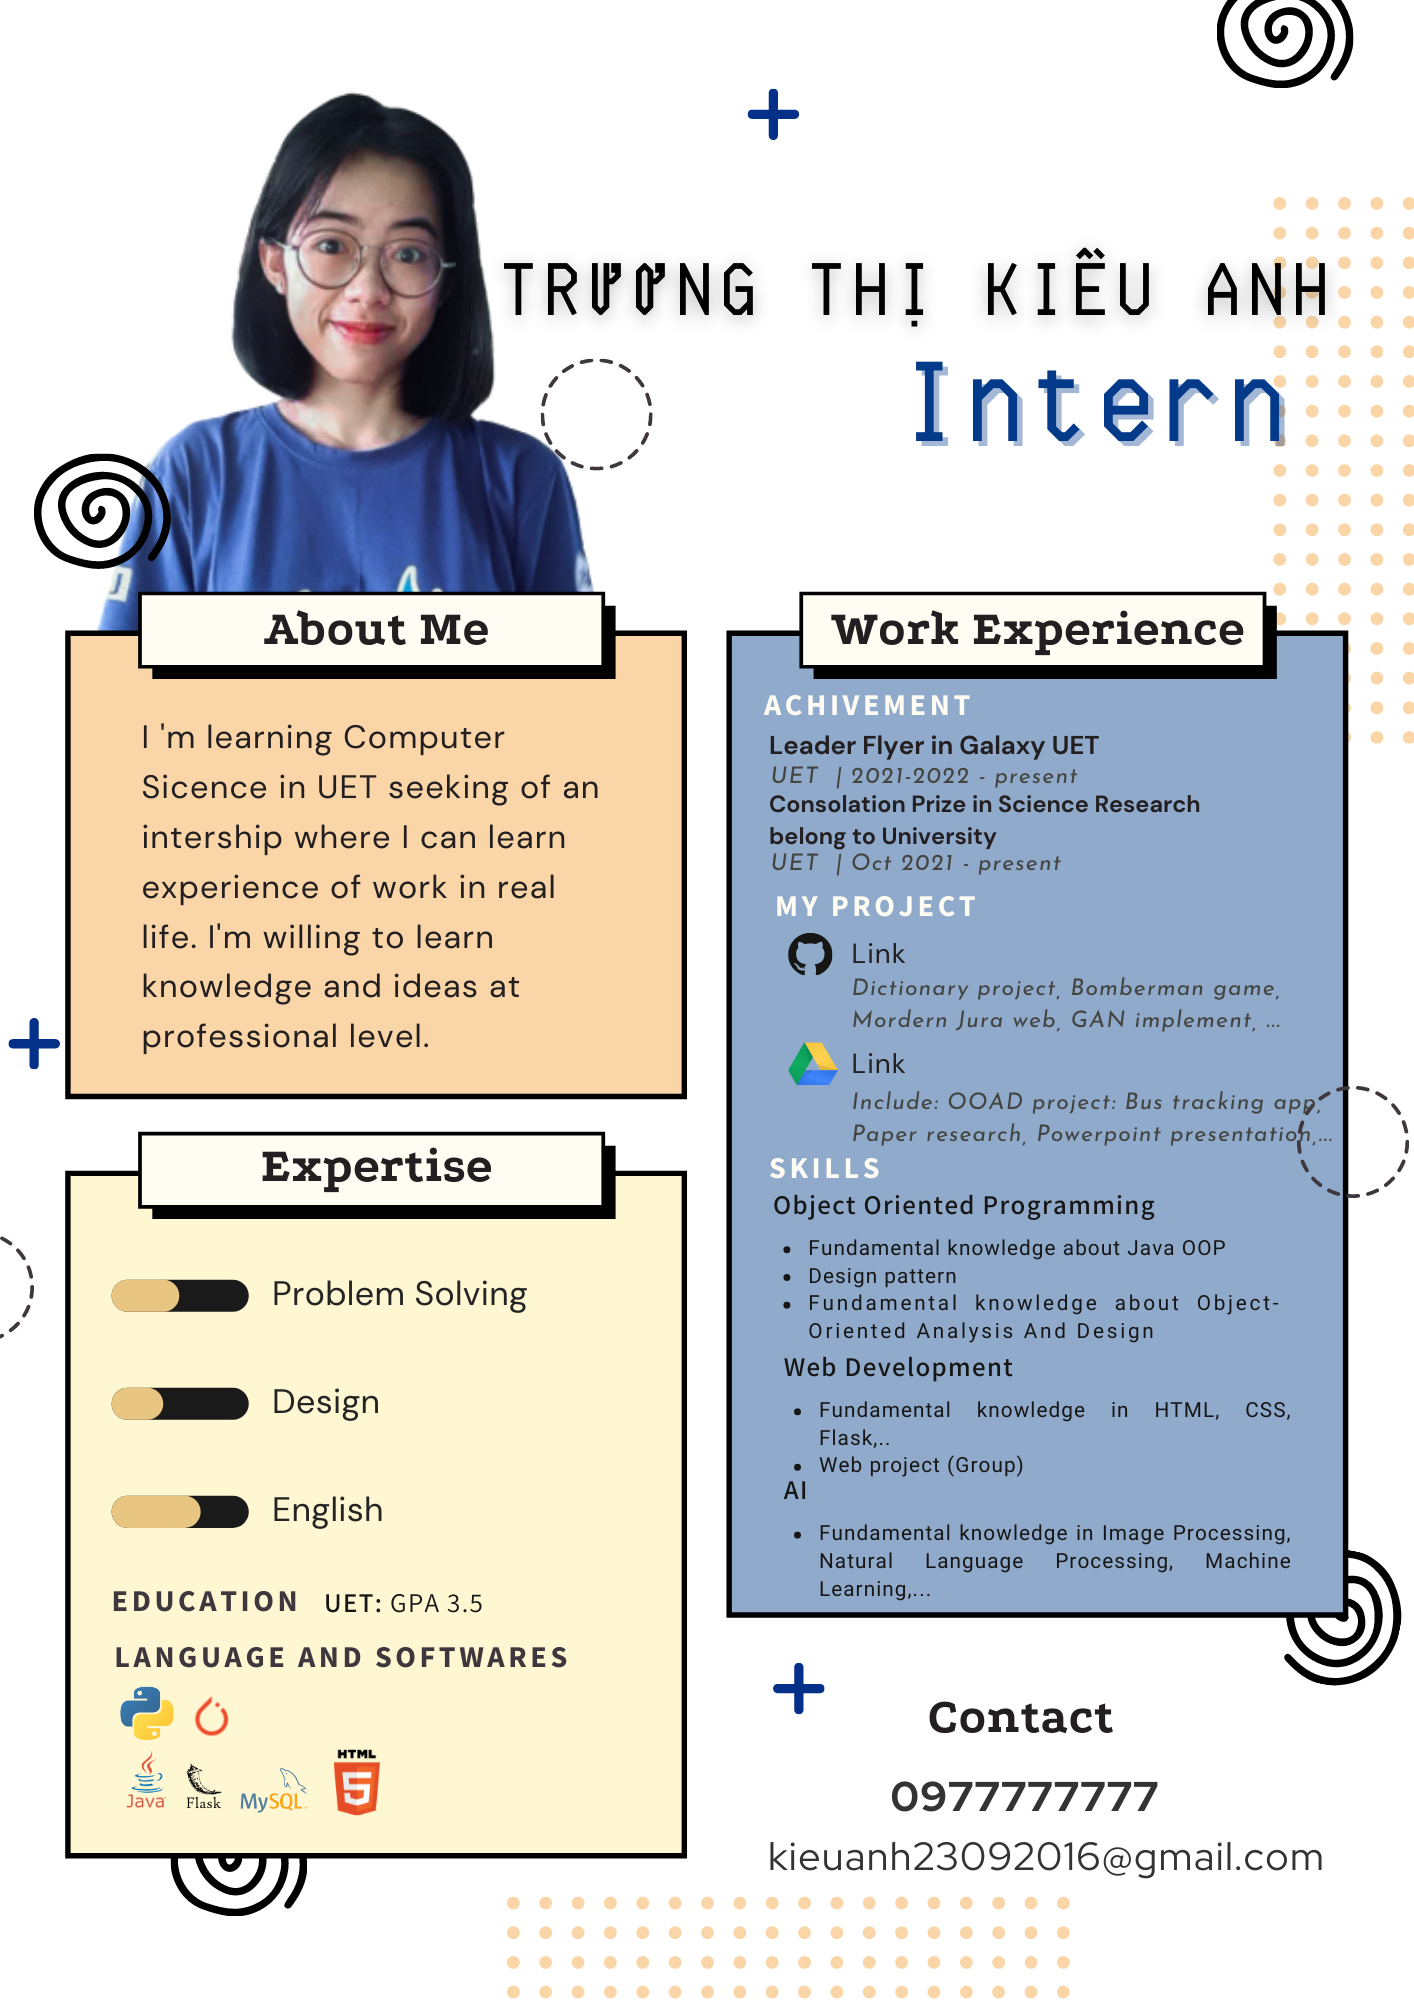 TRƯƠNG THỊ KIỀU ANH
Intern
About Me
I 'm learning Computer
Sicence in UET seeking of an
intership where I can learn
experience of work in real
life. I'm willing to learn
knowledge and ideas at
professional level.
Expertise
Problem Solving
Design
English
EDUCATION UET: GPA 3.5
LANGUAGE AND SOFTWARES
HTML
5
Java Flask MySQL
Work Experience
ACHIVEMENT
Leader Flyer in Galaxy UET
UET | 2021-2022 - present
Consolation Prize in Science Research
belong to University
UET | Oct 2021 - present
MY PROJECT
Link
Dictionary project, Bomberman game,
Mordern Jura web, GAN implement, ...
Link
Include: OOAD project: Bus tracking app,
Paper research, Powerpoint presentation,...
SKILLS
Object Oriented Programming
• Fundamental knowledge about Java OOP
• Design pattern
• Fundamental knowledge about Object-
Oriented Analysis And Design
Web Development
• Fundamental knowledge in HTML, CSS,
Flask,..
• Web project (Group)
AI
• Fundamental knowledge in Image Processing,
Natural Language Processing, Machine
Learning,...
Contact
0977777777
kieuanh23092016@gmail.com